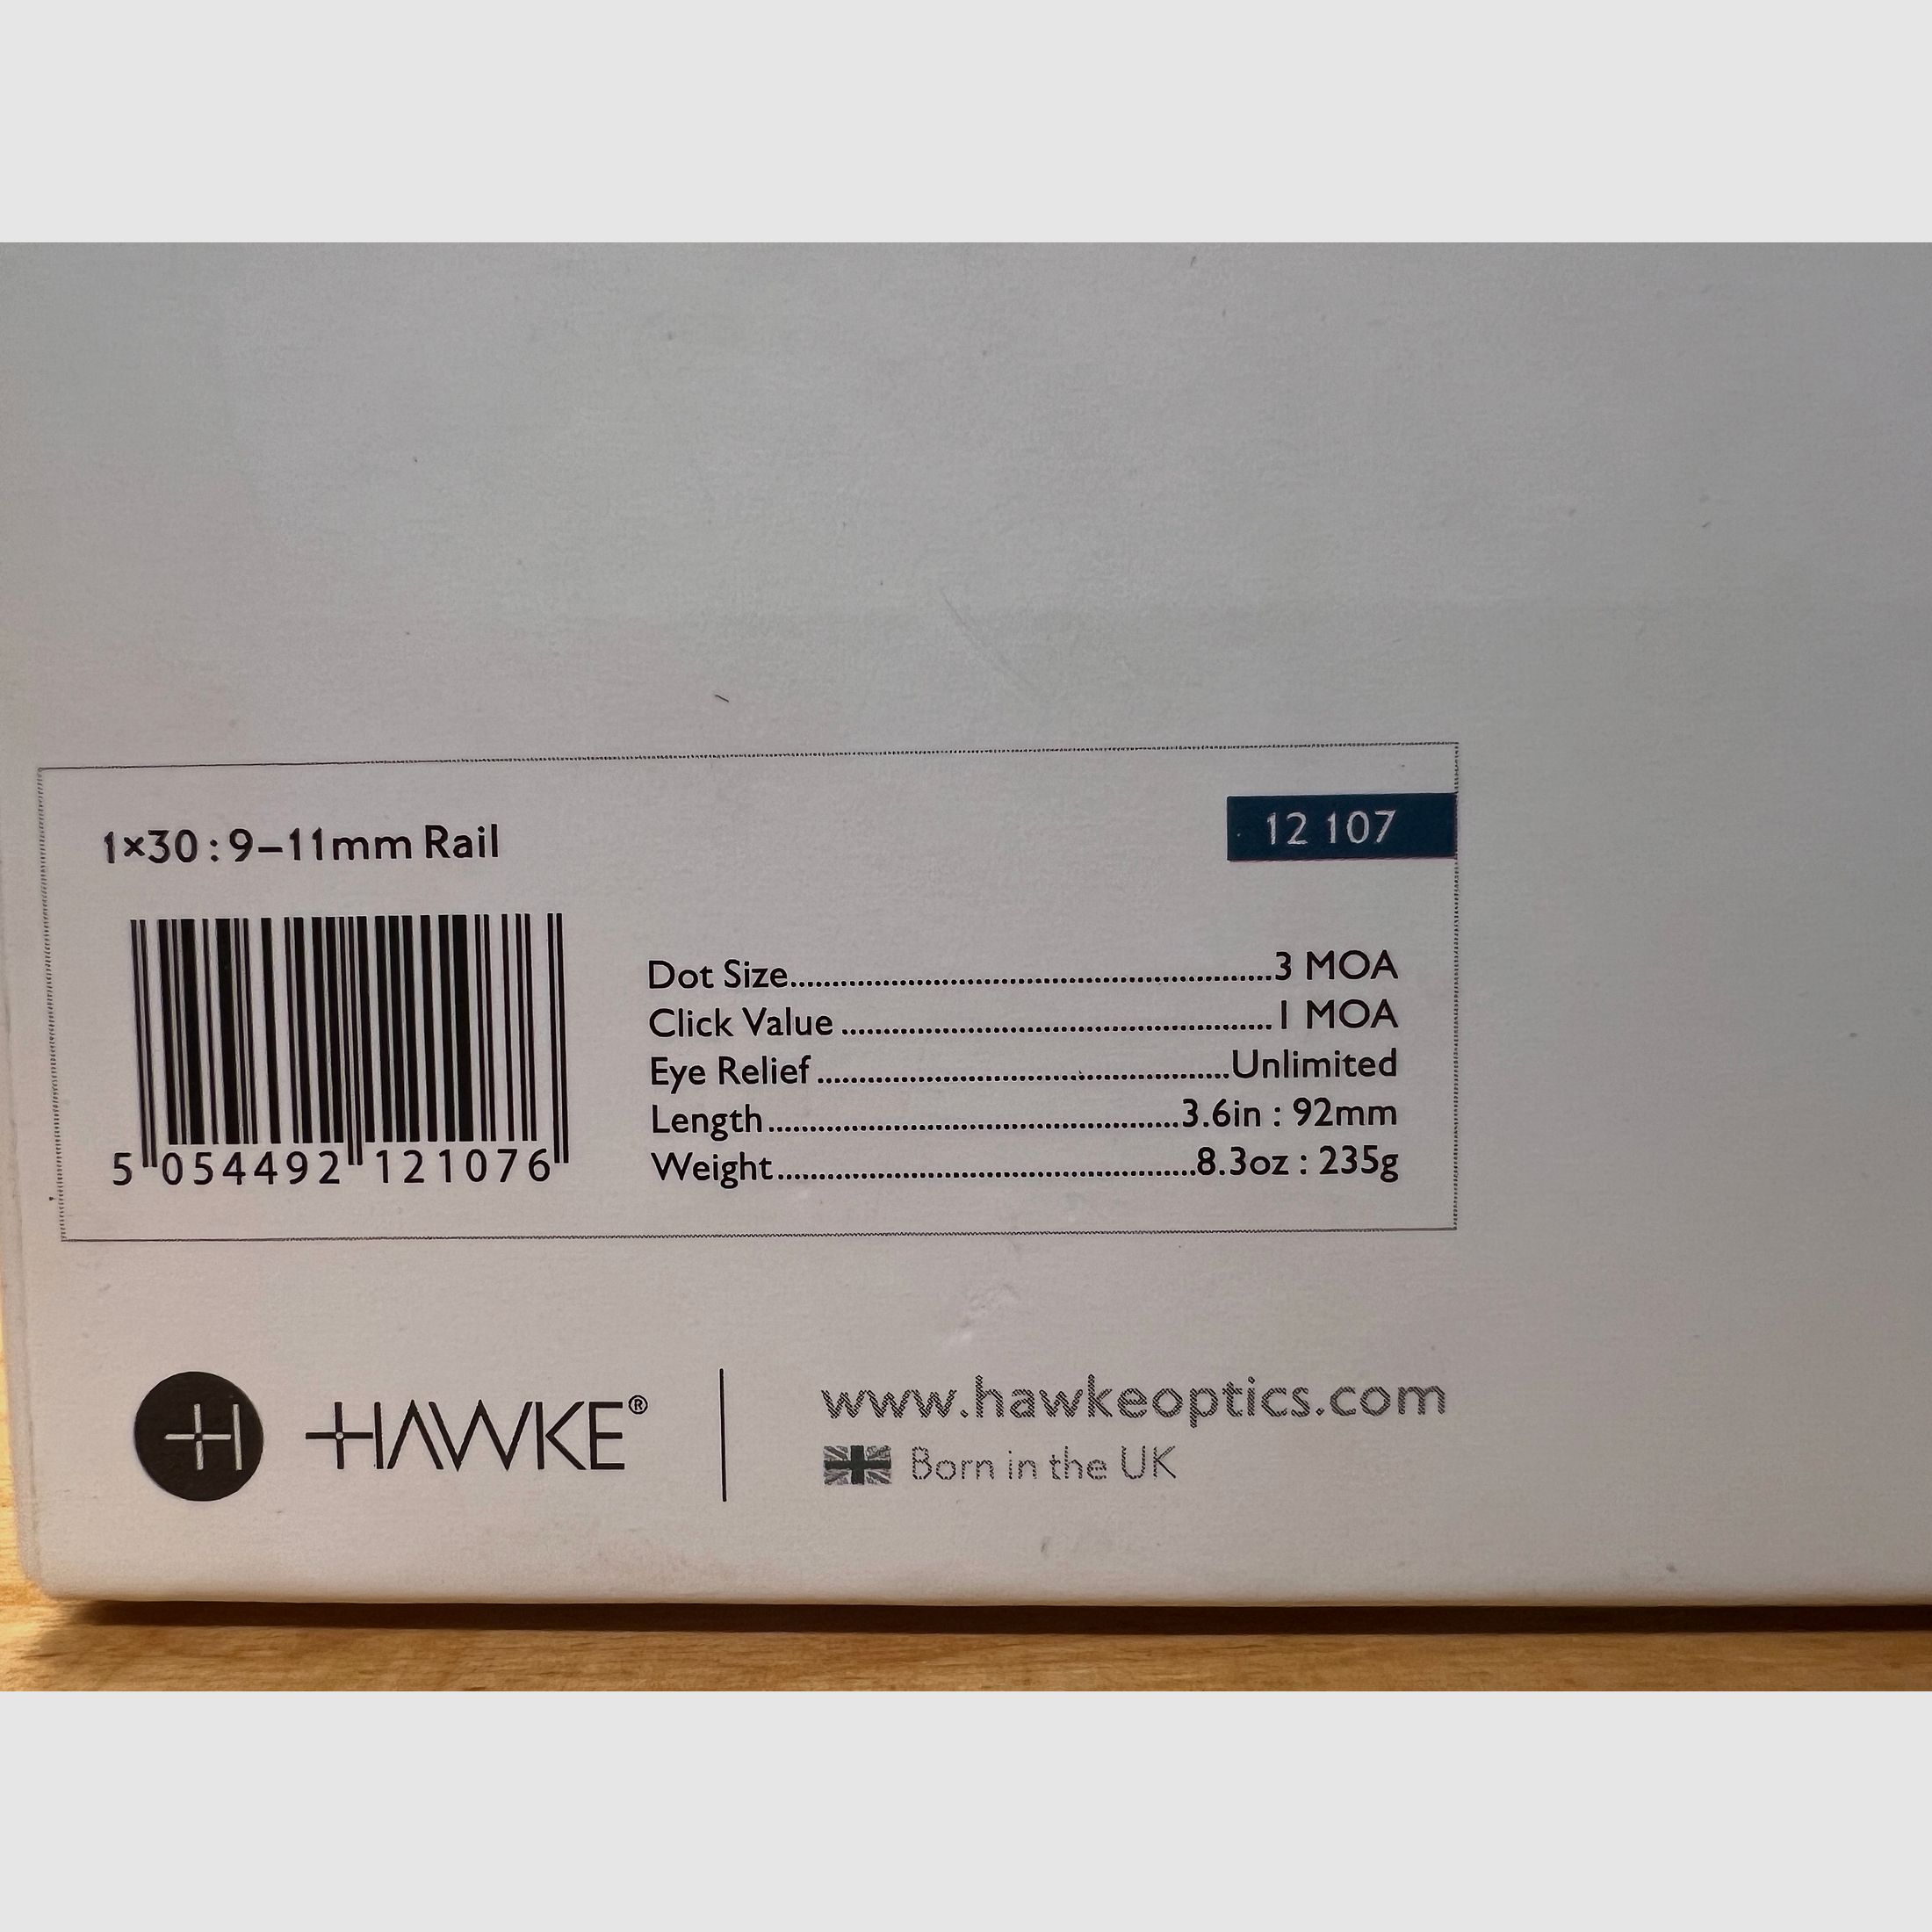 1×30 : 9–11mm Rail
12 107
Dot Size..........................................................3 MOA
Click Value ....................................................1 MOA
Eye Relief..................................................Unlimited
Length..................................................3.6in : 92mm
Weight...................................................8.3oz : 235g
5 054492 121076
H HAWKE®
www.hawkeoptics.com
Born in the UK